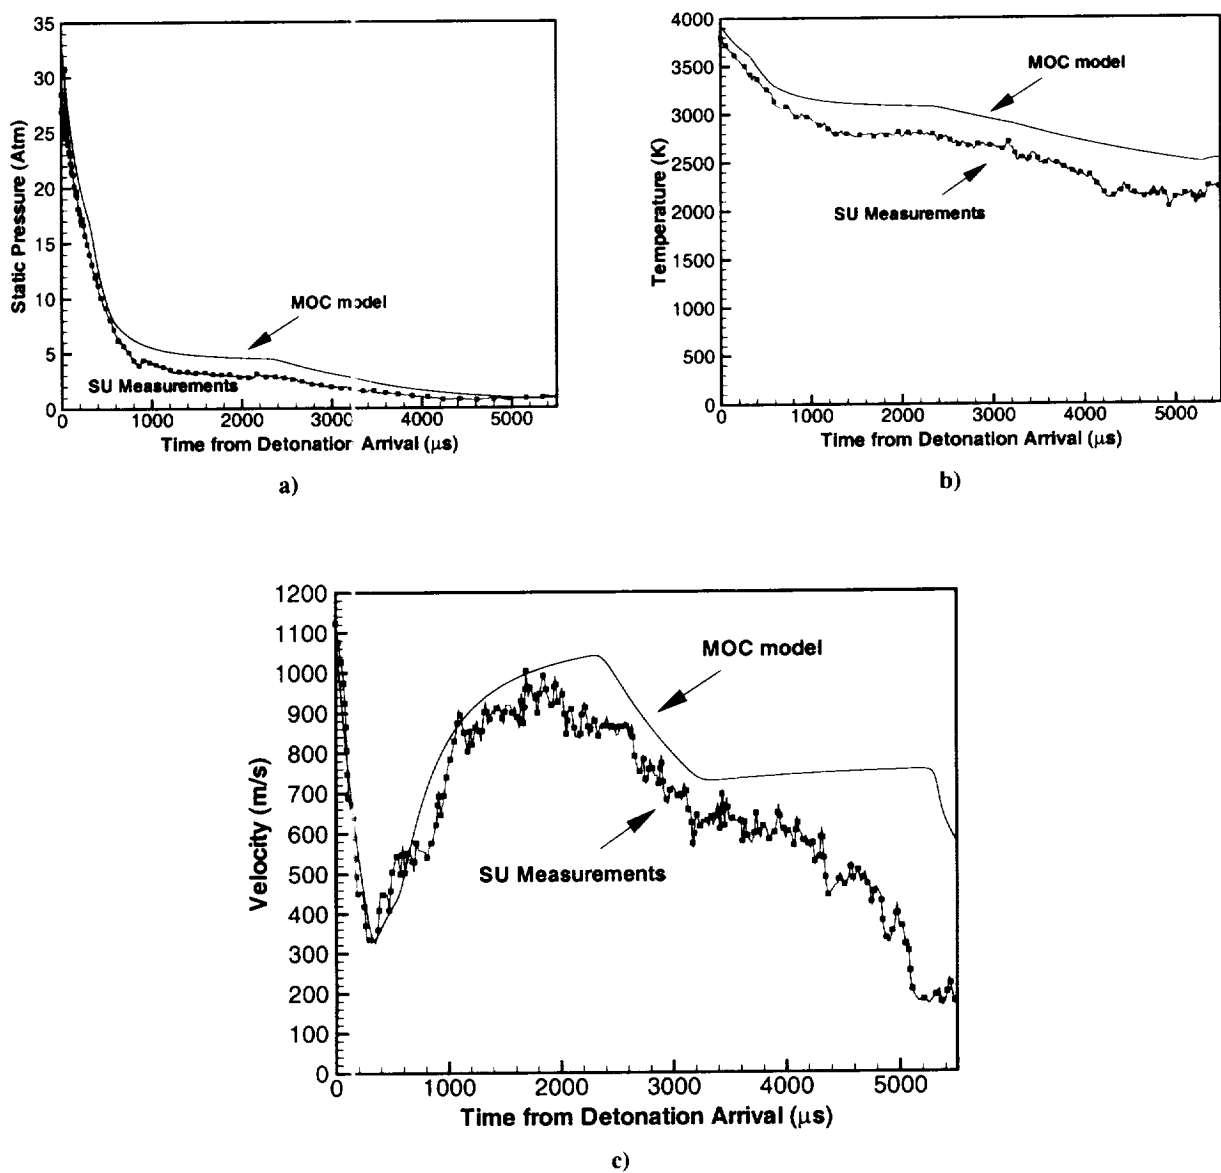 35
30
25
20
15
10
5
0
Static Pressure (Atm)
MOC model
SU Measurements
0 1000 2000 3000 4000 5000
Time from Detonation Arrival (μs)
a)
4000
3500
3000
2500
2000
1500
1000
500
0
Temperature (K)
MOC model
SU Measurements
0 1000 2000 3000 4000 5000
Time from Detonation Arrival (μs)
b)
1200
1100
1000
900
800
700
600
500
400
300
200
100
0
Velocity (m/s)
MOC model
SU Measurements
0 1000 2000 3000 4000 5000
Time from Detonation Arrival (μs)
c)